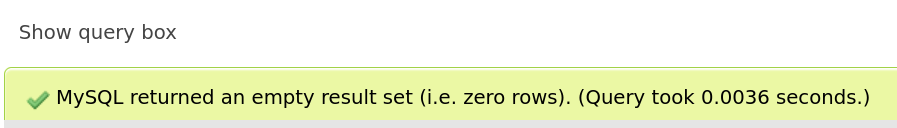 Show query box
MySQL returned an empty result set (i.e. zero rows). (Query took 0.0036 seconds.)